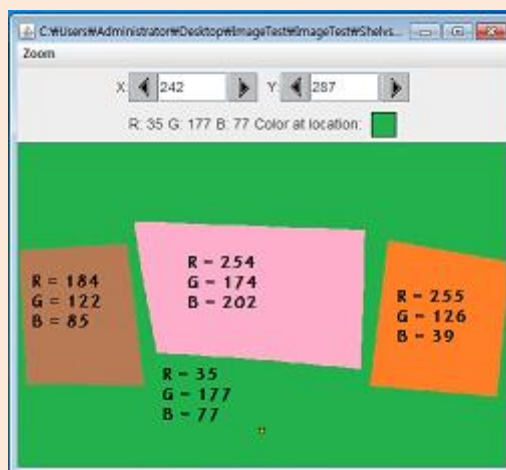 C:₩Users₩Administrator₩Desktop₩ImageTest₩ImageTest₩Shelvs...
Zoom
X: 242 Y: 287
R: 35 G: 177 B: 77 Color at location:
R = 184
G = 122
B = 85
R = 254
G = 174
B = 202
R = 255
G = 126
B = 39
R = 35
G = 177
B = 77